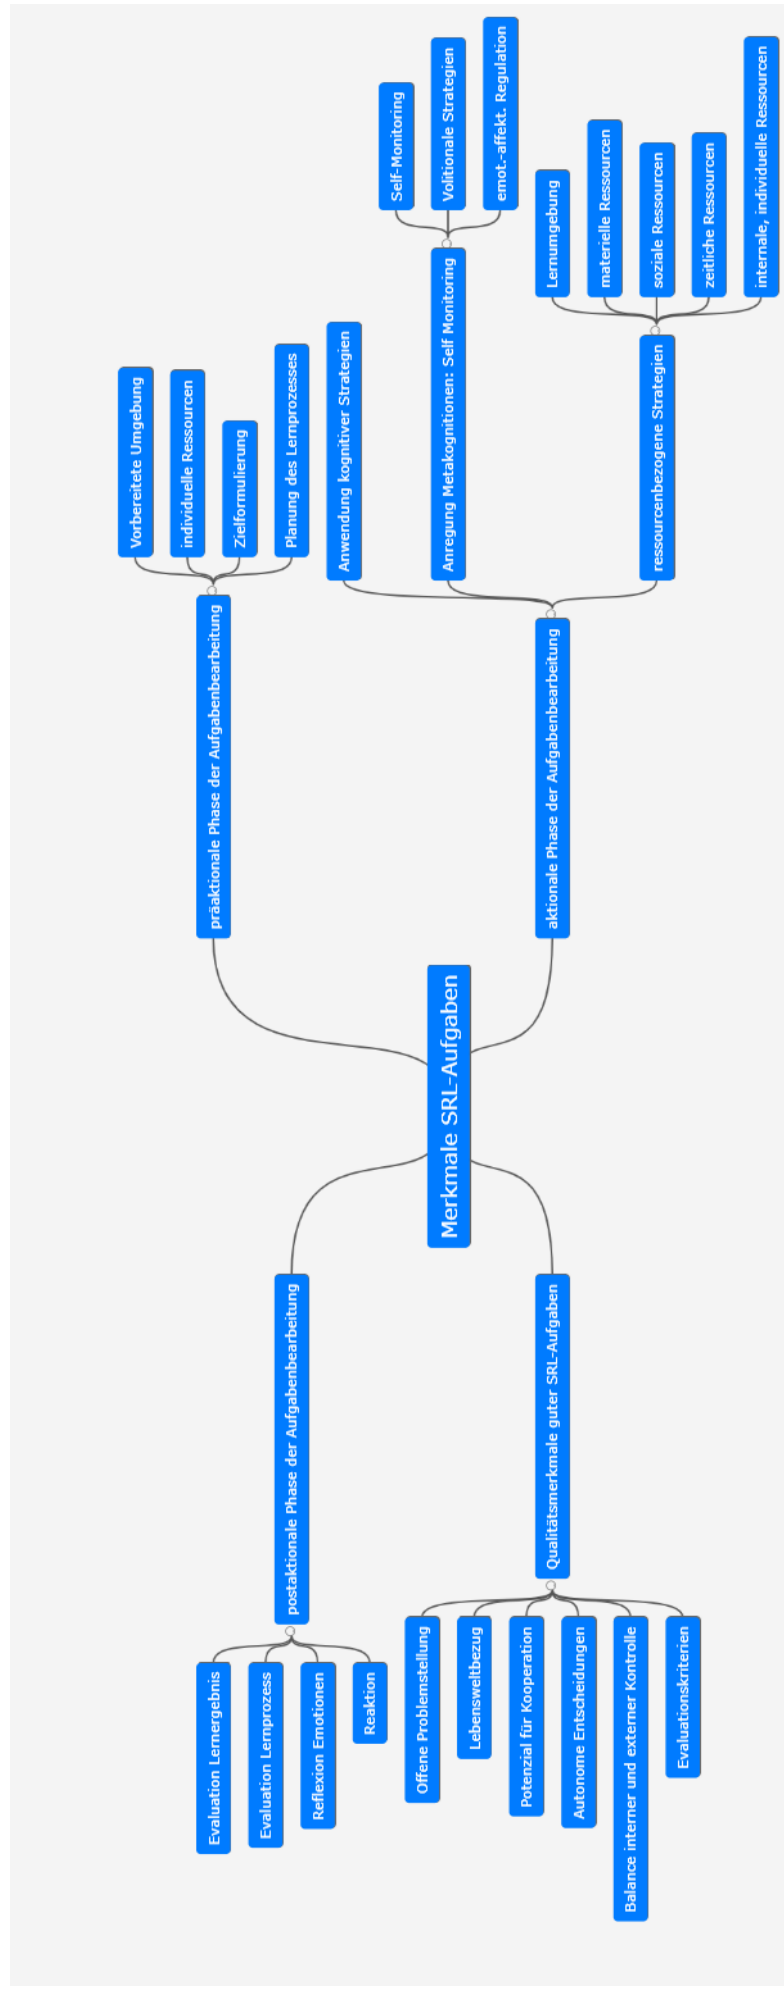 Merkmale SRL-Aufgaben
präaktionale Phase der Aufgabenbearbeitung
Vorbereitete Umgebung
individuelle Ressourcen
Zielformulierung
Planung des Lernprozesses
aktionale Phase der Aufgabenbearbeitung
Anwendung kognitiver Strategien
Anregung Metakognitionen: Self Monitoring
Self-Monitoring
Volitionale Strategien
emot.-affekt. Regulation
ressourcenbezogene Strategien
Lernumgebung
materielle Ressourcen
soziale Ressourcen
zeitliche Ressourcen
internale, individuelle Ressourcen
postaktionale Phase der Aufgabenbearbeitung
Evaluation Lernergebnis
Evaluation Lernprozess
Reflexion Emotionen
Reaktion
Qualitätsmerkmale guter SRL-Aufgaben
Offene Problemstellung
Lebensweltbezug
Potenzial für Kooperation
Autonome Entscheidungen
Balance interner und externer Kontrolle
Evaluationskriterien